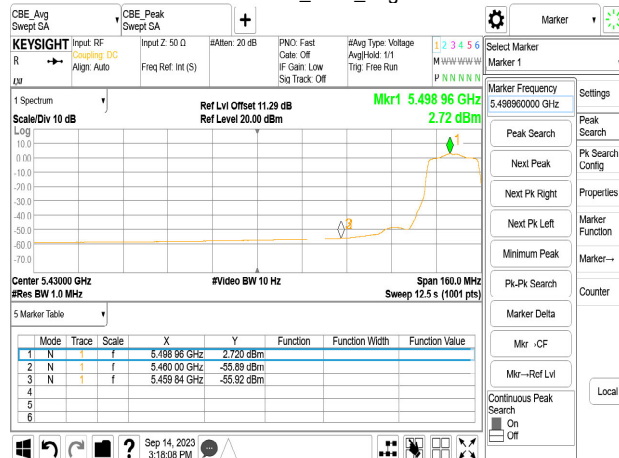 CBE_Avg
Swept SA
CBE_Peak
Swept SA
+
Marker
KEYSIGHT
R
Input: RF
Coupling: DC
Align: Auto
Input Z: 50 Ω
Freq Ref: Int (S)
#Atten: 20 dB
PNO: Fast
Gate: Off
IF Gain: Low
Sig Track: Off
#Avg Type: Voltage
Avg|Hold: 1/1
Trig: Free Run
1 2 3 4 5 6
M W W W W W
P N N N N N
Select Marker
Marker 1
1 Spectrum
Scale/Div 10 dB
Ref Lvl Offset 11.29 dB
Ref Level 20.00 dBm
Mkr1 5.498 96 GHz
2.72 dBm
Log
10.0
0.00
-10.0
-20.0
-30.0
-40.0
-50.0
-60.0
-70.0
1
3
Center 5.43000 GHz
#Res BW 1.0 MHz
#Video BW 10 Hz
Span 160.0 MHz
Sweep 12.5 s (1001 pts)
5 Marker Table
Mode Trace Scale X Y Function Function Width Function Value
1 N 1 f 5.498 96 GHz 2.720 dBm
2 N 1 f 5.460 00 GHz -55.89 dBm
3 N 1 f 5.459 84 GHz -55.92 dBm
4
5
6
Sep 14, 2023
3:18:08 PM
Marker Frequency
5.498960000 GHz
Peak Search
Next Peak
Next Pk Right
Next Pk Left
Minimum Peak
Pk-Pk Search
Marker Delta
Mkr→CF
Mkr→Ref Lvl
Continuous Peak
Search
On
Off
Settings
Peak
Search
Pk Search
Config
Properties
Marker
Function
Marker→
Counter
Local